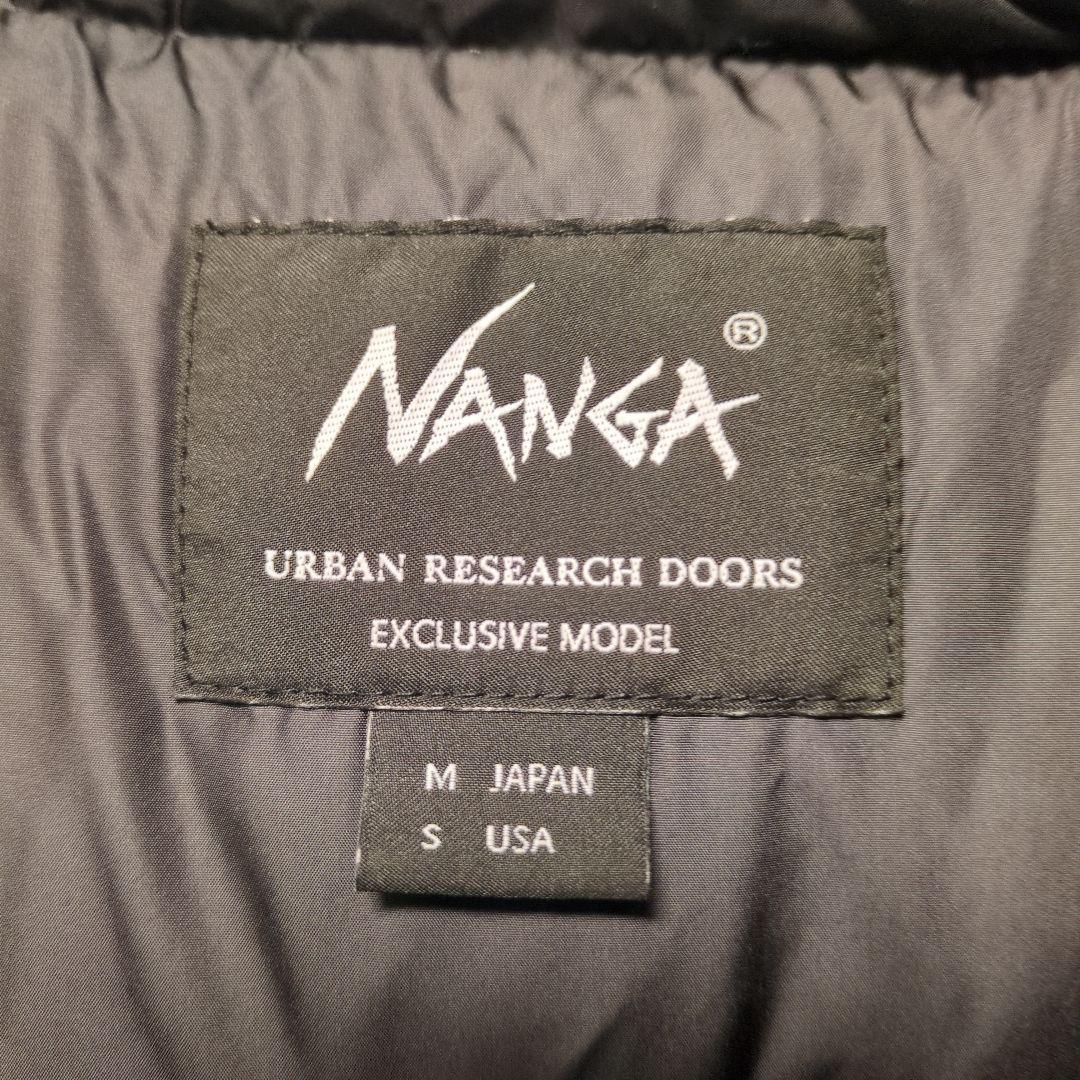 NANGA®
URBAN RESEARCH DOORS
EXCLUSIVE MODEL
M JAPAN
S USA